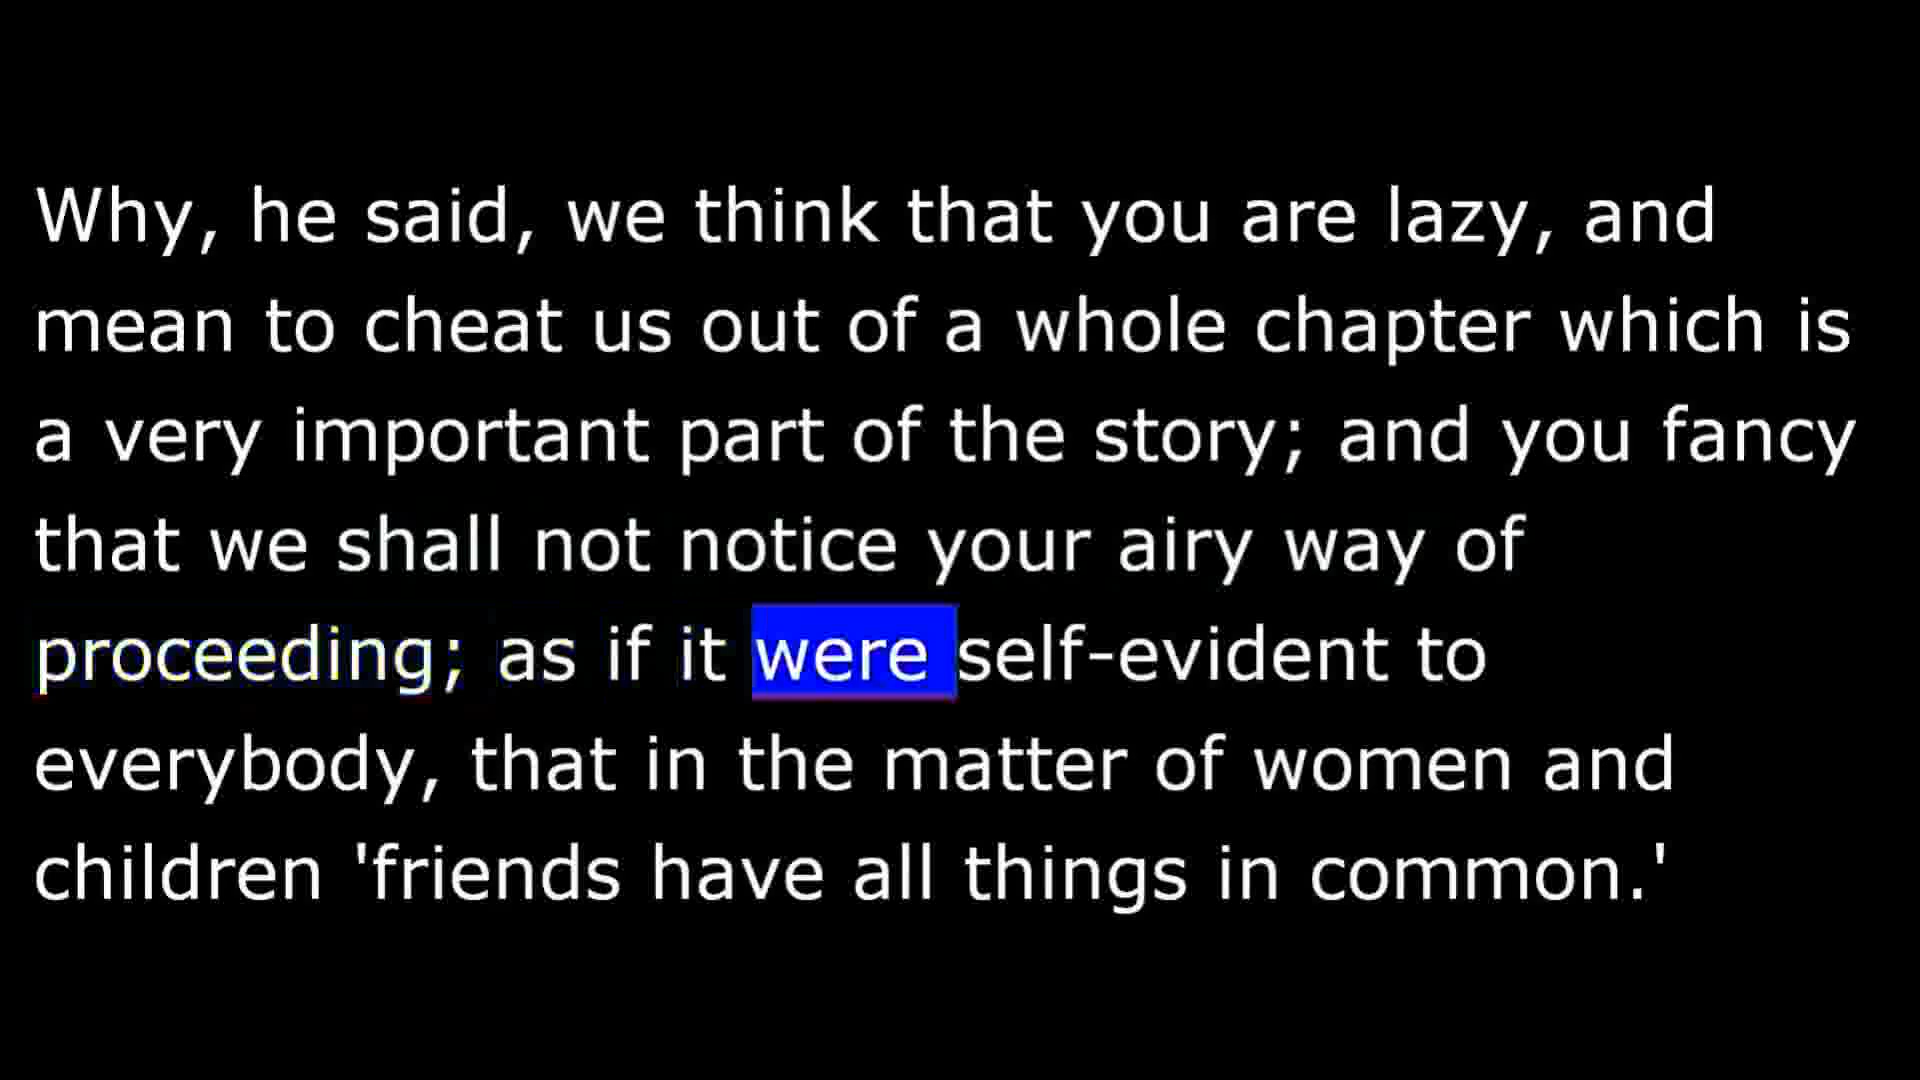 Why, he said, we think that you are lazy, and
mean to cheat us out of a whole chapter which is
a very important part of the story; and you fancy
that we shall not notice your airy way of
proceeding; as if it were self-evident to
everybody, that in the matter of women and
children 'friends have all things in common.'